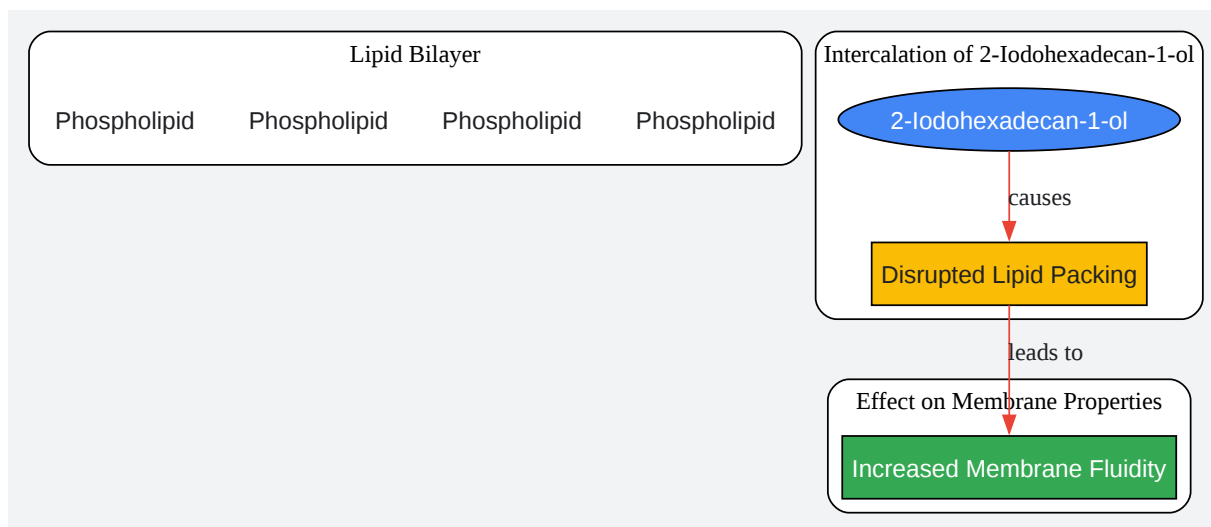 Lipid Bilayer
Phospholipid Phospholipid Phospholipid Phospholipid
Intercalation of 2-Iodohexadecan-1-ol
2-Iodohexadecan-1-ol
causes
Disrupted Lipid Packing
leads to
Effect on Membrane Properties
Increased Membrane Fluidity